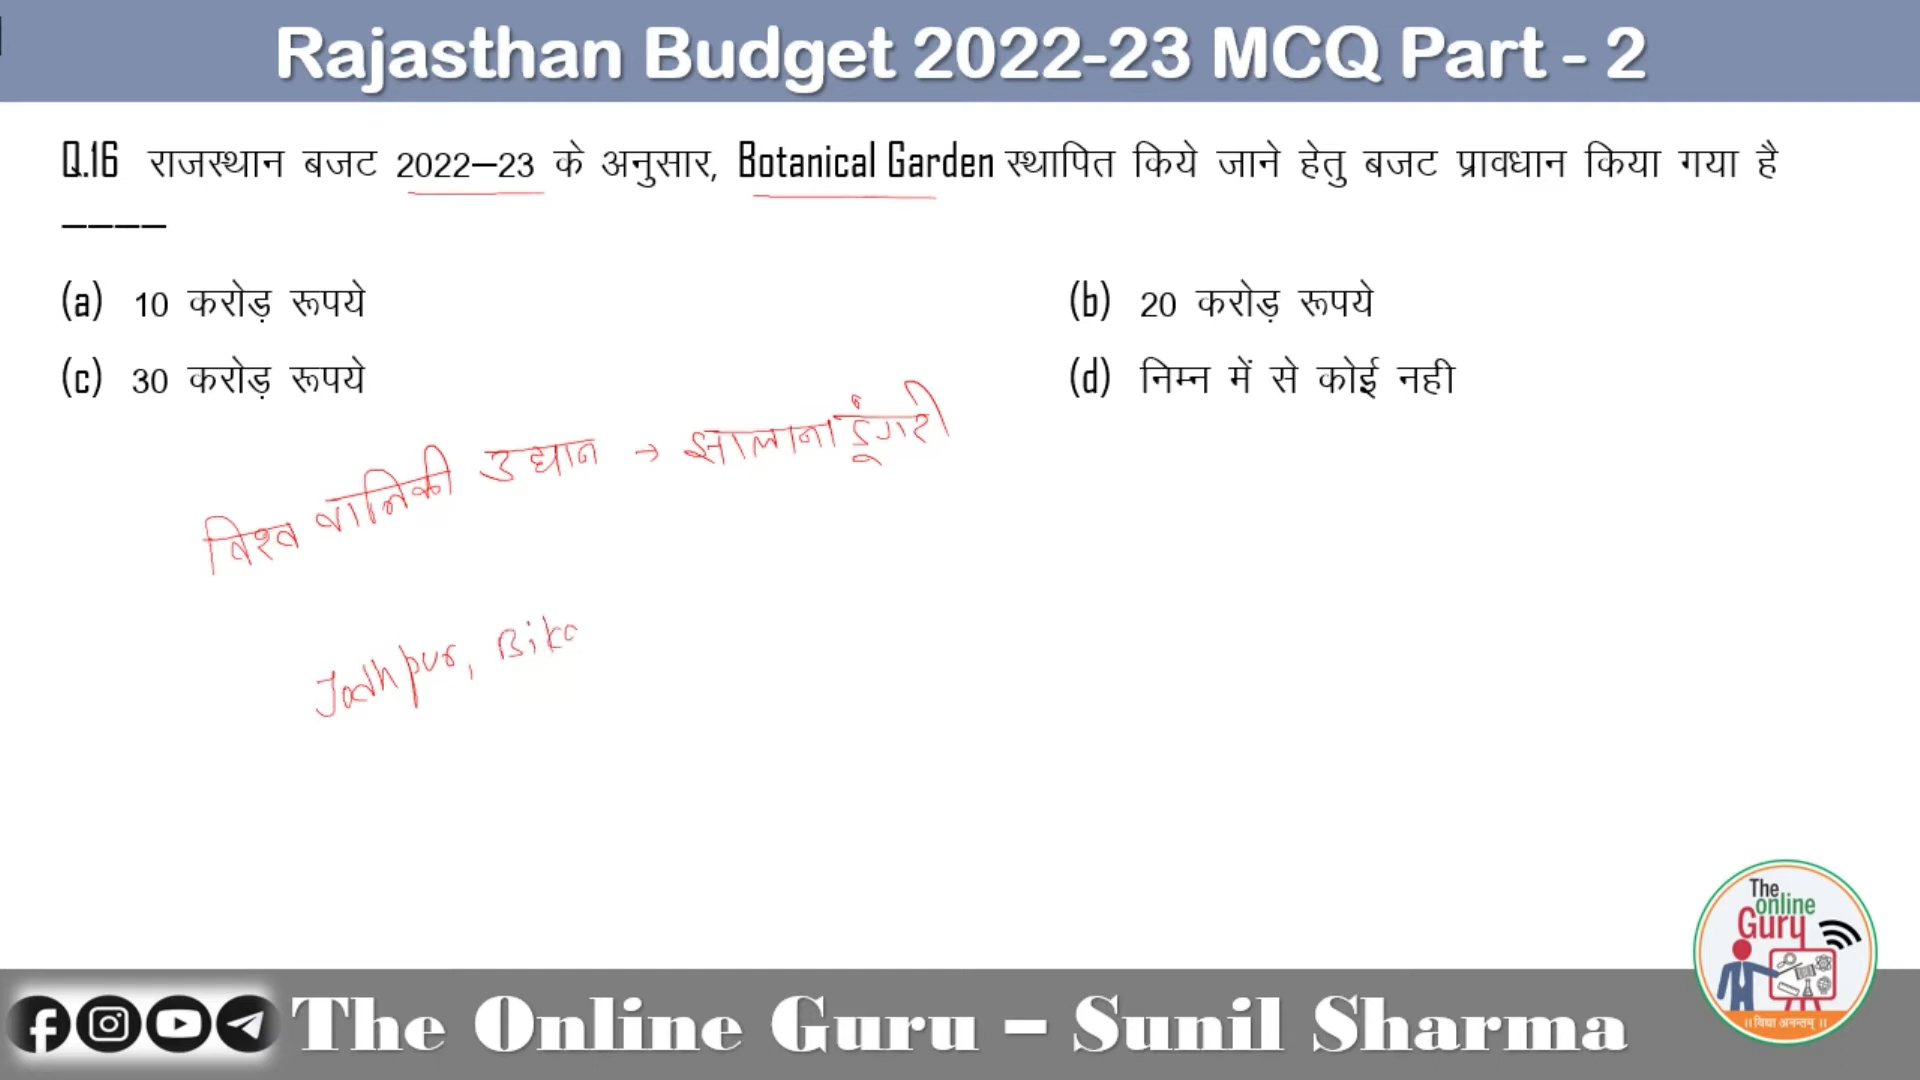 Rajasthan Budget 2022-23 MCQ Part - 2
Q.16 राजस्थान बजट 2022–23 के अनुसार, Botanical Garden स्थापित किये जाने हेतु बजट प्रावधान किया गया है
––––
(a) 10 करोड़ रूपये
(b) 20 करोड़ रूपये
(c) 30 करोड़ रूपये
(d) निम्न में से कोई नही
विश्व वानिकी उद्यान → झालाना डूंगरी
Jodhpur, Bika
The
online
Guru
।। विद्या अनन्तम् ।।
The Online Guru – Sunil Sharma